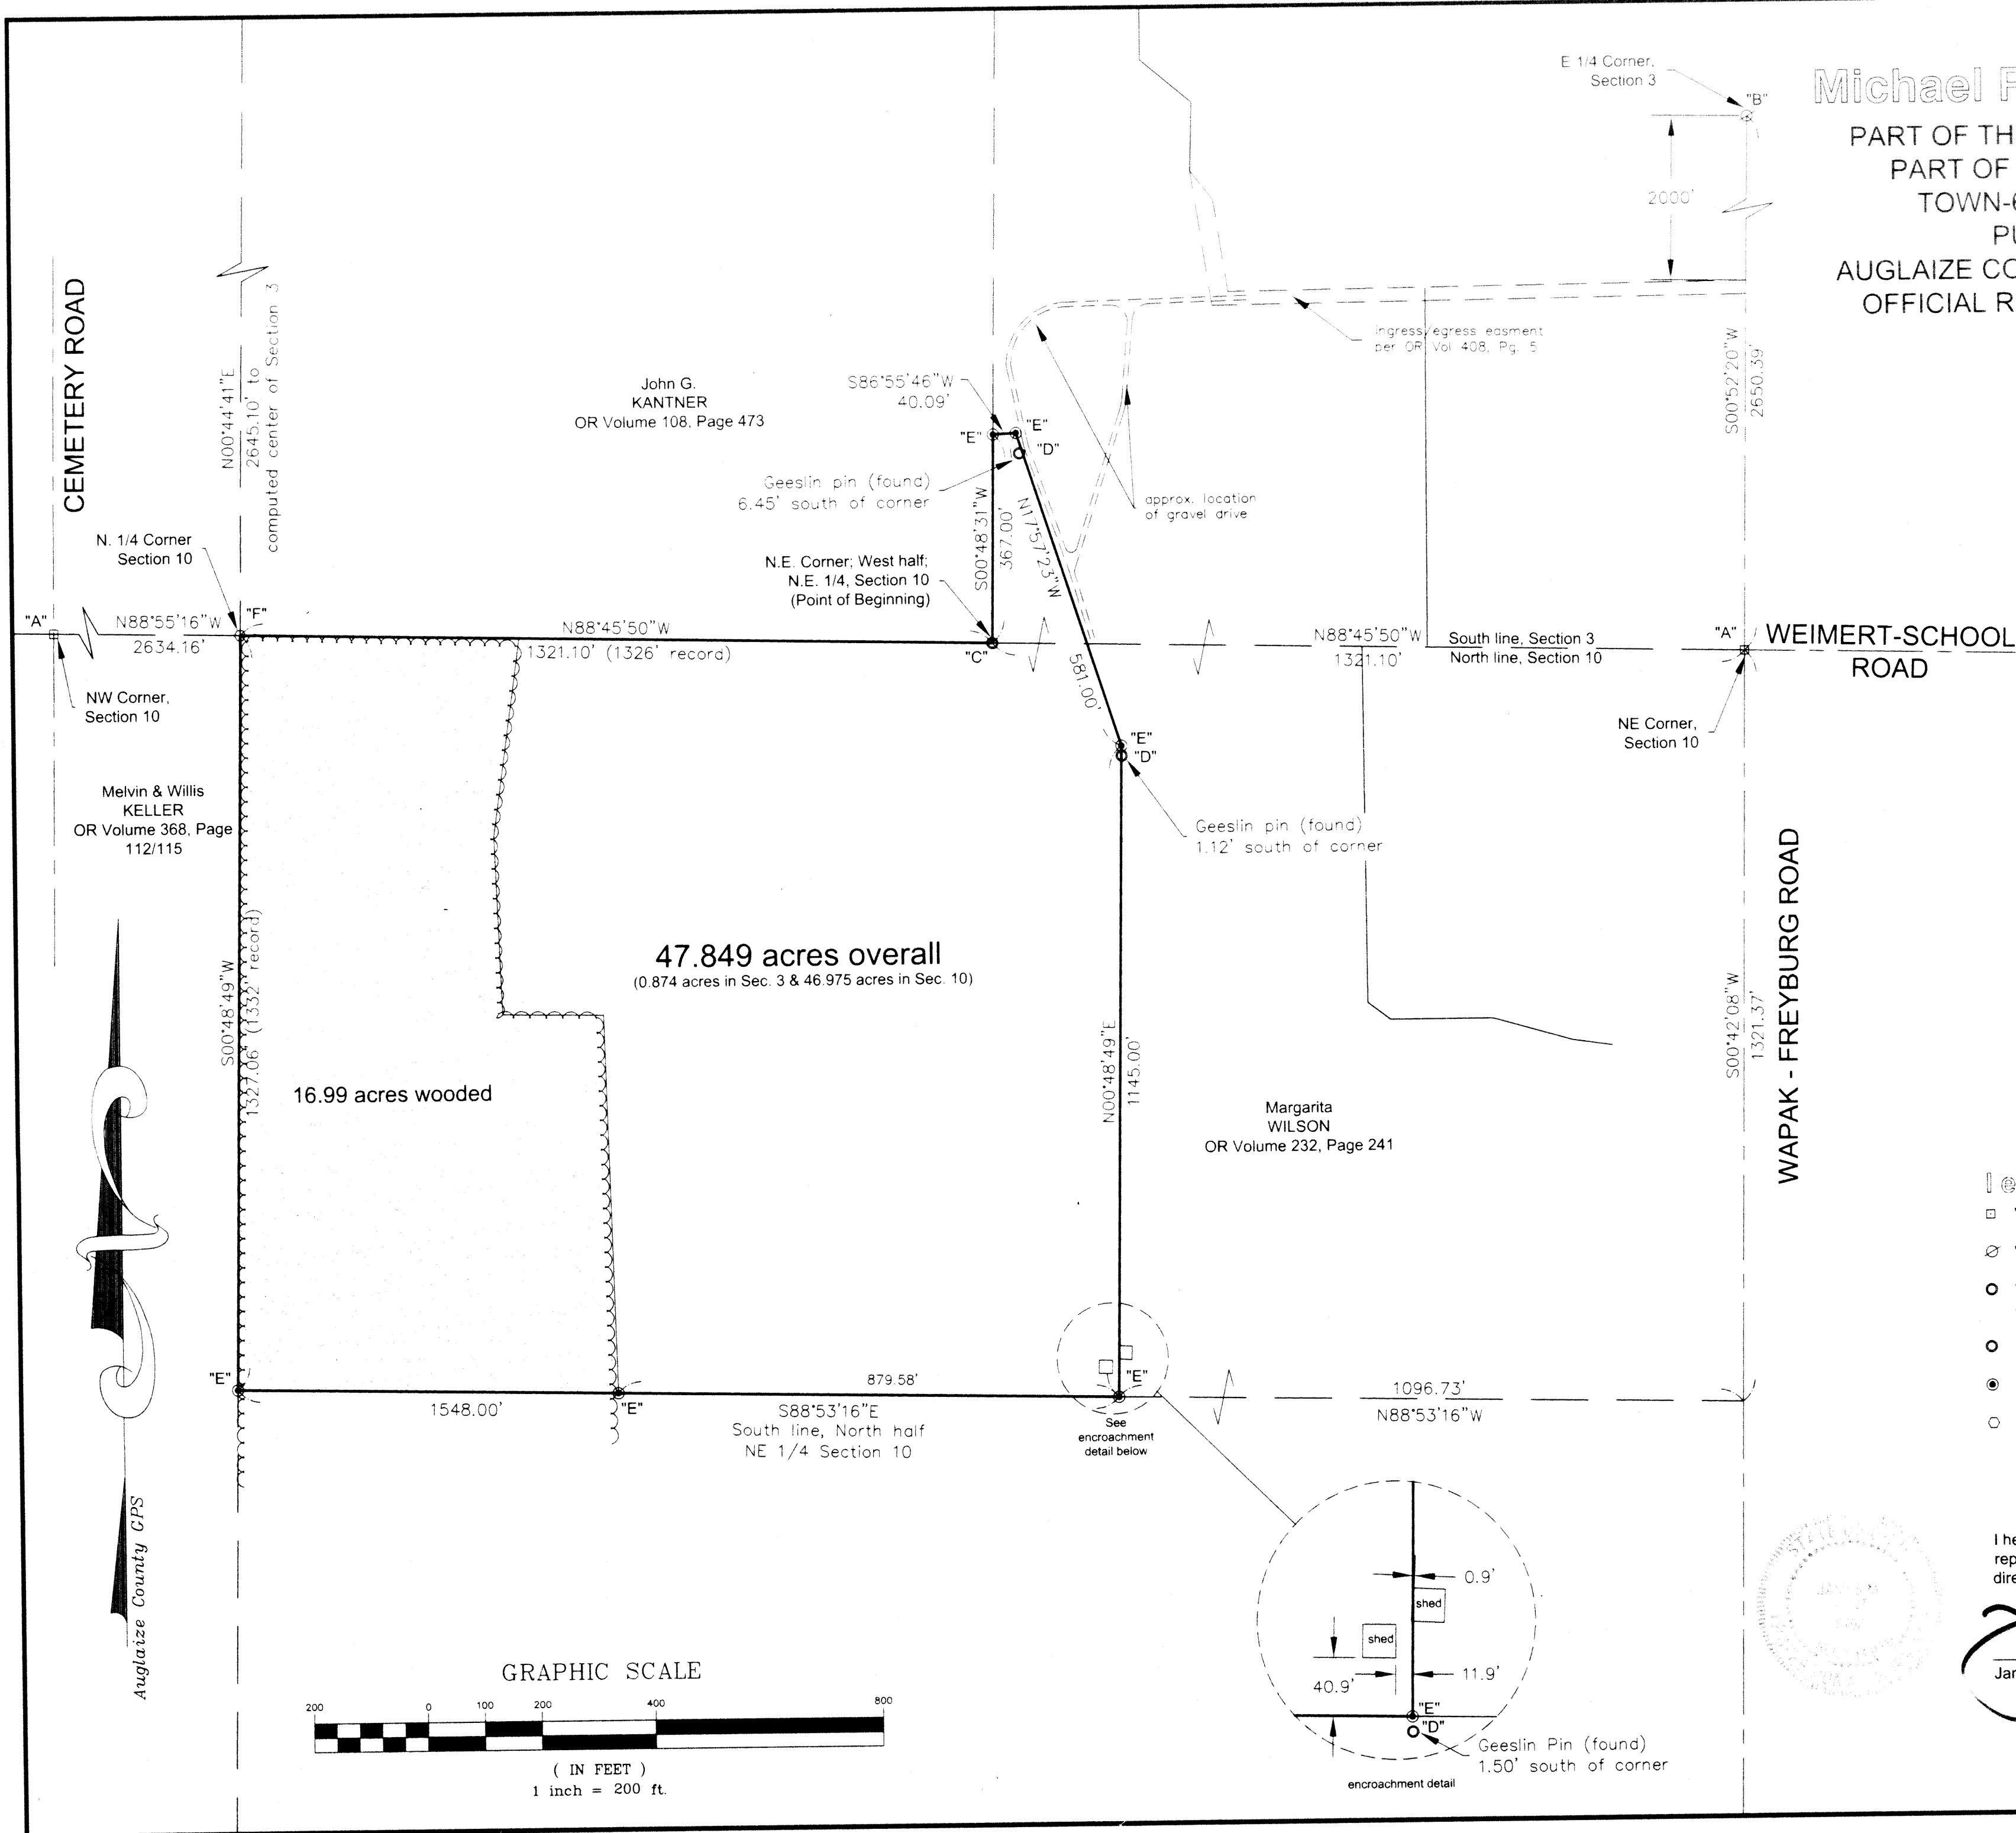 E 1/4 Corner,
Section 3
"B"
Michael
PART OF TH
PART OF
TOWN-6
PU
AUGLAIZE CO
OFFICIAL R
2000'
CEMETERY ROAD
N00°44'41"E
2645.10' to
computed center of Section 3
John G.
KANTNER
OR Volume 108, Page 473
S86°55'46"W
40.09'
"E"
"E"
"D"
Geeslin pin (found)
6.45' south of corner
ingress/egress easment
per OR Vol 408, Pg. 5
S00°52'20"W
2650.39'
approx. location
of gravel drive
S00°48'31"W
367.00'
N17°57'23"W
581.00'
N. 1/4 Corner
Section 10
N.E. Corner; West half;
N.E. 1/4, Section 10
(Point of Beginning)
"A"
N88°55'16"W
2634.16'
"F"
N88°45'50"W
1321.10' (1326' record)
"C"
N88°45'50"W
1321.10'
South line, Section 3
North line, Section 10
"A"
WEIMERT-SCHOOL
ROAD
NW Corner,
Section 10
NE Corner,
Section 10
"E"
"D"
Geeslin pin (found)
1.12' south of corner
Melvin & Willis
KELLER
OR Volume 368, Page
112/115
S00°48'49"W
1327.06' (1332' record)
47.849 acres overall
(0.874 acres in Sec. 3 & 46.975 acres in Sec. 10)
16.99 acres wooded
N00°48'49"E
1145.00'
Margarita
WILSON
OR Volume 232, Page 241
S00°42'08"W
1321.37'
WAPAK - FREYBURG ROAD
le
"E"
1548.00'
"E"
879.58'
S88°53'16"E
South line, North half
NE 1/4 Section 10
"E"
See
encroachment
detail below
1096.73'
N88°53'16"W
Auglaize County GPS
0.9'
shed
shed
40.9'
11.9'
"E"
"D"
Geeslin Pin (found)
1.50' south of corner
encroachment detail
GRAPHIC SCALE
200 0 100 200 400 800
( IN FEET )
1 inch = 200 ft.
I he
rep
dire
Jar